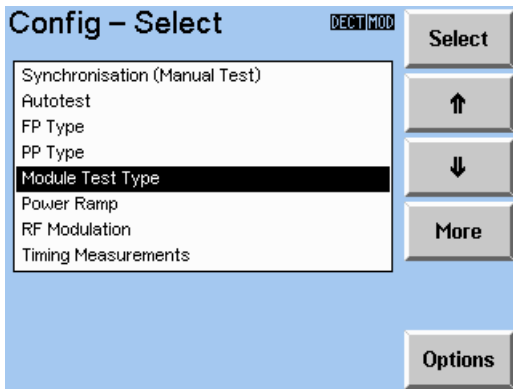 Config – Select
DECT MOD
Select
Synchronisation (Manual Test)
Autotest
FP Type
PP Type
Module Test Type
Power Ramp
RF Modulation
Timing Measurements
⇑
⇓
More
Options